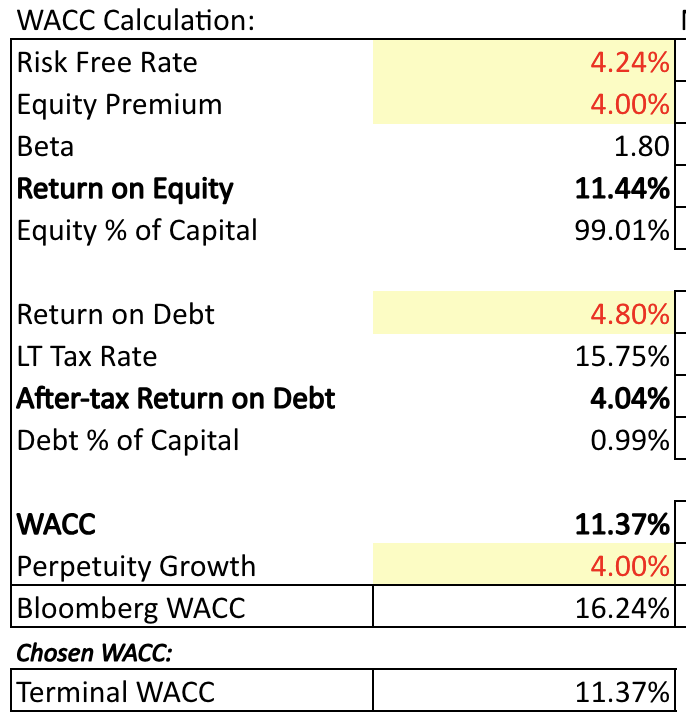 WACC Calculation:
Risk Free Rate 4.24%
Equity Premium 4.00%
Beta 1.80
Return on Equity 11.44%
Equity % of Capital 99.01%
Return on Debt 4.80%
LT Tax Rate 15.75%
After-tax Return on Debt 4.04%
Debt % of Capital 0.99%
WACC 11.37%
Perpetuity Growth 4.00%
Bloomberg WACC 16.24%
Chosen WACC:
Terminal WACC 11.37%